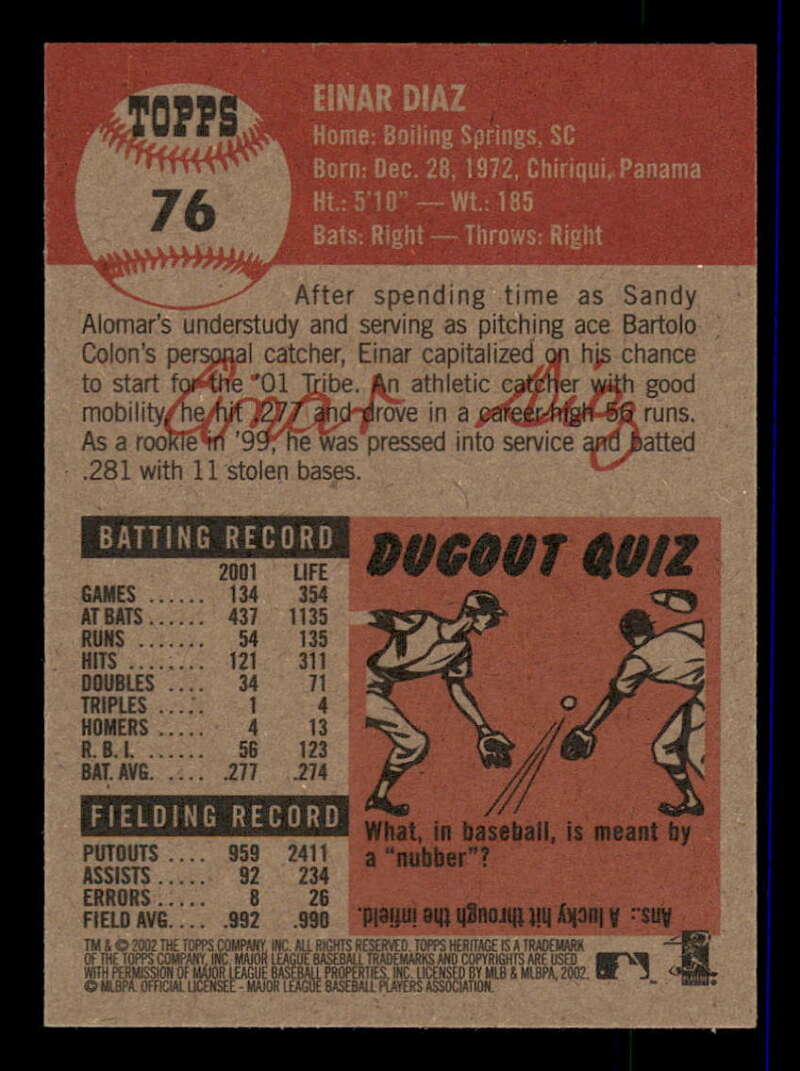 TOPPS
76
EINAR DIAZ
Home: Boiling Springs, SC
Born: Dec. 28, 1972, Chiriqui, Panama
Ht.: 5'10" — Wt.: 185
Bats: Right — Throws: Right
After spending time as Sandy
Alomar's understudy and serving as pitching ace Bartolo
Colon's personal catcher, Einar capitalized on his chance
to start for the '01 Tribe. An athletic catcher with good
mobility, he hit .277 and drove in a career-high 56 runs.
As a rookie in '99, he was pressed into service and batted
.281 with 11 stolen bases.
Einar Diaz
BATTING RECORD
2001 LIFE
GAMES ...... 134 354
AT BATS ...... 437 1135
RUNS ....... 54 135
HITS ........ 121 311
DOUBLES .... 34 71
TRIPLES ..... 1 4
HOMERS ..... 4 13
R. B. I. ...... 56 123
BAT. AVG. .... .277 .274
FIELDING RECORD
PUTOUTS .... 959 2411
ASSISTS ..... 92 234
ERRORS ..... 8 26
FIELD AVG. ... .992 .990
DUGOUT QUIZ
What, in baseball, is meant by
a "nubber"?
Ans.: A lucky hit through the infield.
TM & © 2002 THE TOPPS COMPANY, INC. ALL RIGHTS RESERVED. TOPPS HERITAGE IS A TRADEMARK
OF THE TOPPS COMPANY, INC. MAJOR LEAGUE BASEBALL TRADEMARKS AND COPYRIGHTS ARE USED
WITH PERMISSION OF MAJOR LEAGUE BASEBALL PROPERTIES, INC. LICENSED BY MLB & MLBPA, 2002.
© MLBPA. OFFICIAL LICENSEE - MAJOR LEAGUE BASEBALL PLAYERS ASSOCIATION.